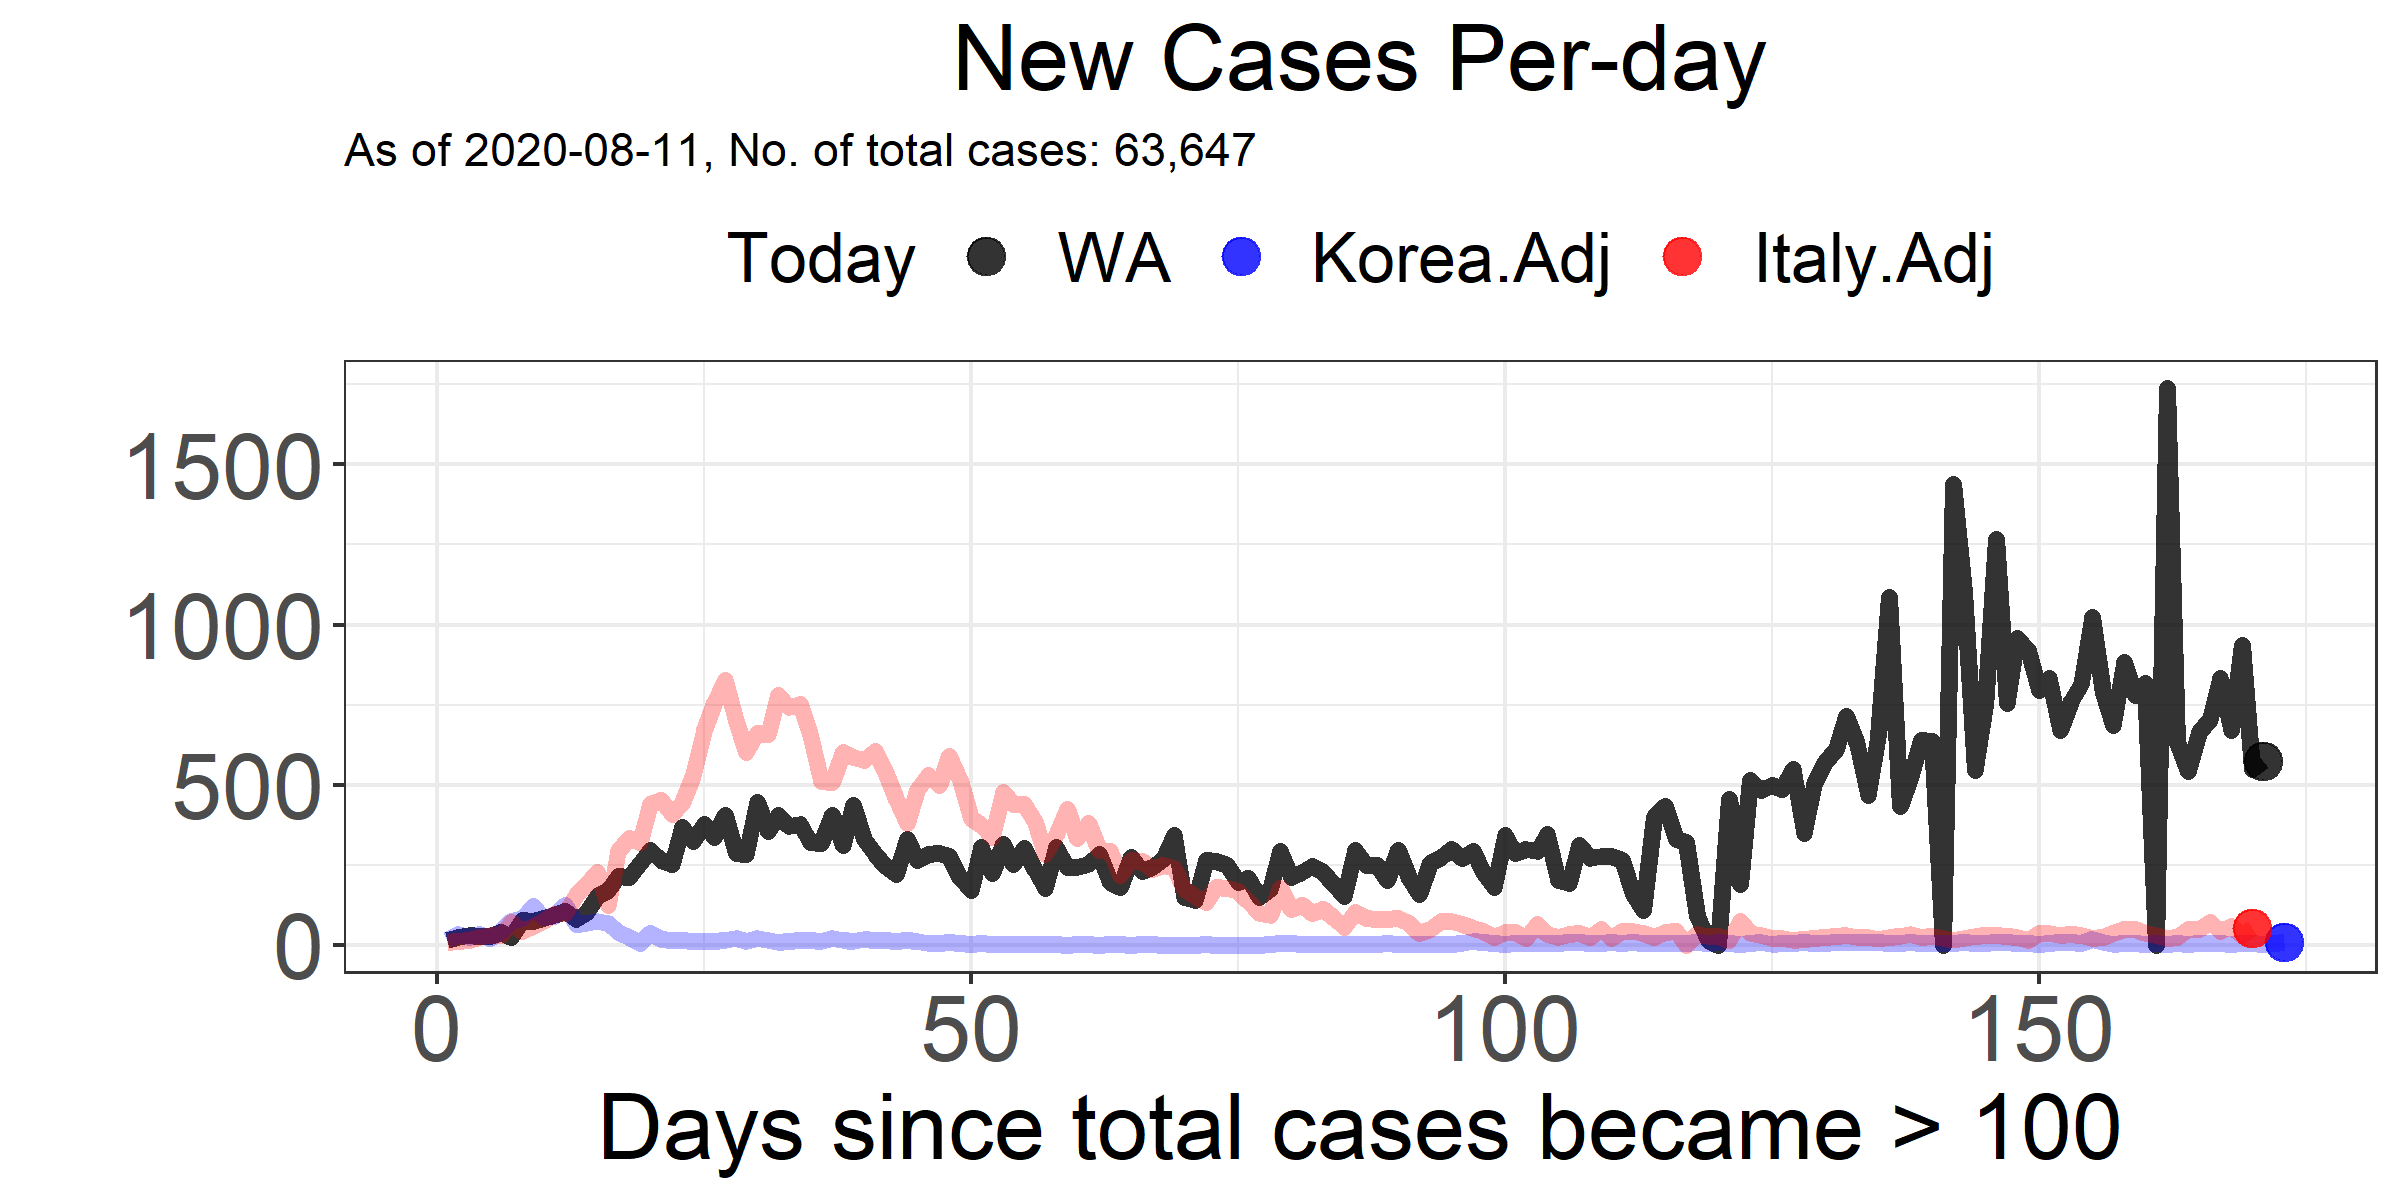 New Cases Per-day
As of 2020-08-11, No. of total cases: 63,647
Today WA Korea.Adj Italy.Adj
1500
1000
500
0
0 50 100 150
Days since total cases became > 100